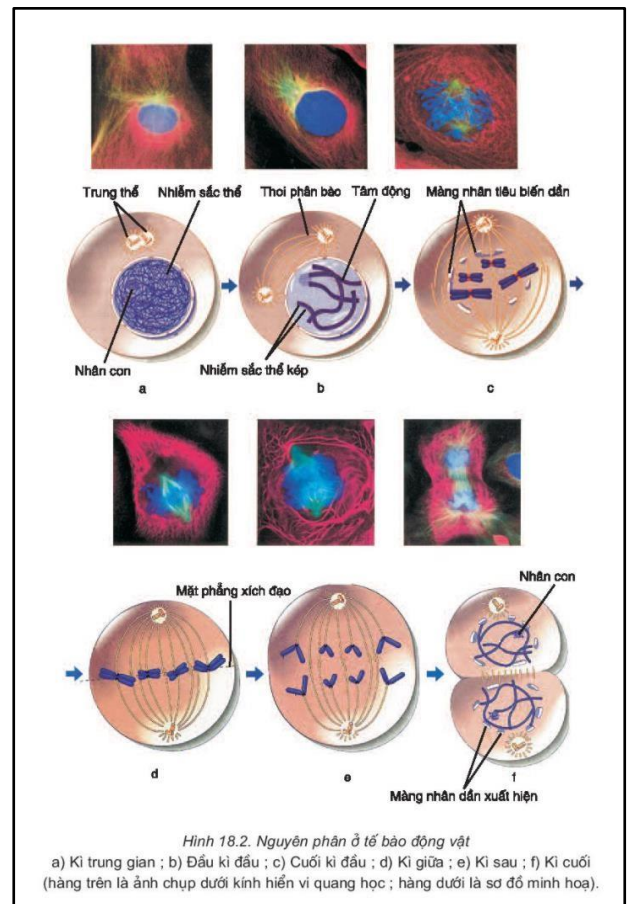 Trung thể Nhiễm sắc thể Thoi phân bào Tâm động Màng nhân tiêu biến dần
Nhân con
Nhiễm sắc thể kép
a b c
Mặt phẳng xích đạo
Nhân con
Màng nhân dần xuất hiện
d e f
Hình 18.2. Nguyên phân ở tế bào động vật
a) Kì trung gian ; b) Đầu kì đầu ; c) Cuối kì đầu ; d) Kì giữa ; e) Kì sau ; f) Kì cuối
(hàng trên là ảnh chụp dưới kính hiển vi quang học ; hàng dưới là sơ đồ minh hoạ).